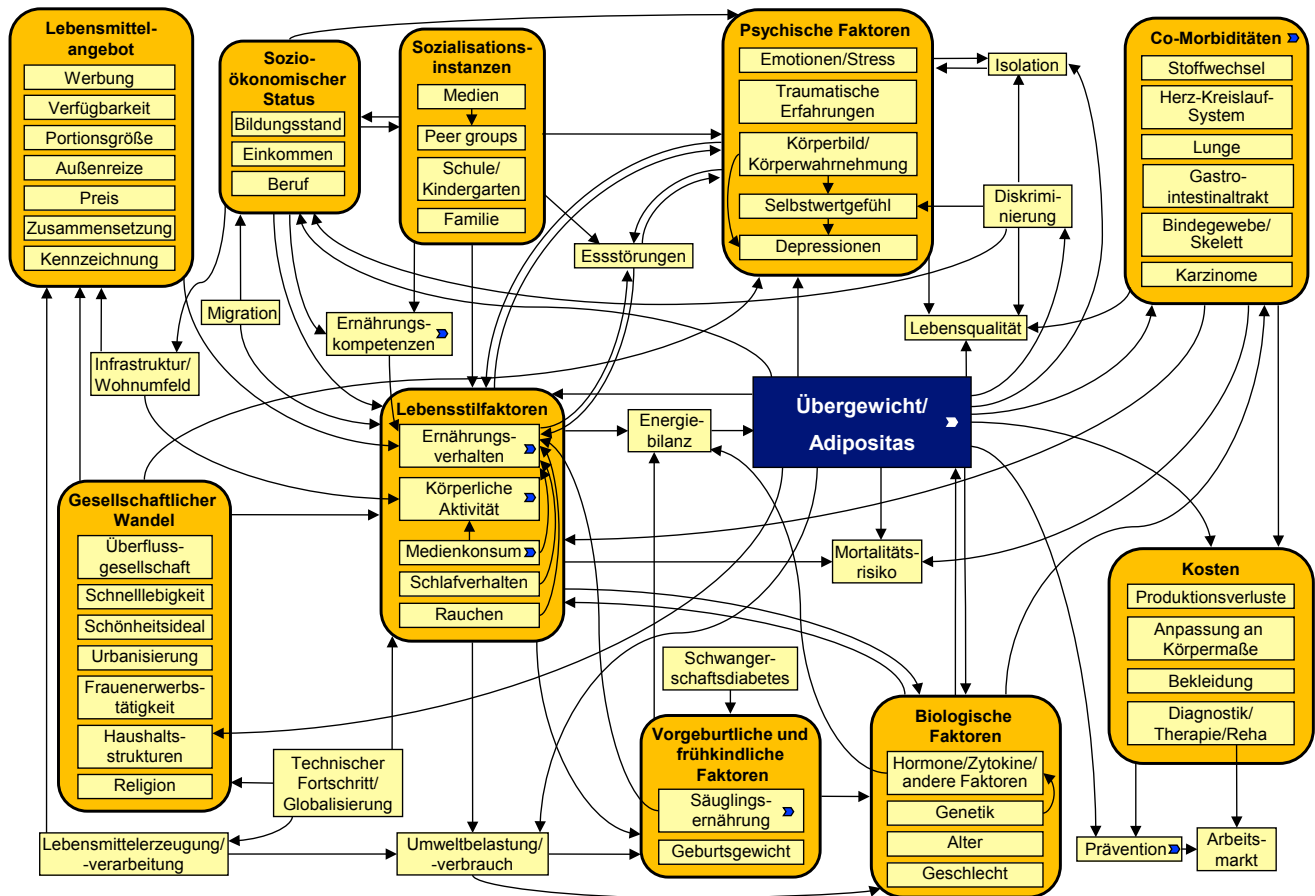 Lebensmittel-
angebot
Werbung
Verfügbarkeit
Portionsgröße
Außenreize
Preis
Zusammensetzung
Kennzeichnung
Sozio-
ökonomischer
Status
Bildungsstand
Einkommen
Beruf
Sozialisations-
instanzen
Medien
Peer groups
Schule/
Kindergarten
Familie
Psychische Faktoren
Emotionen/Stress
Traumatische
Erfahrungen
Körperbild/
Körperwahrnehmung
Selbstwertgefühl
Depressionen
Isolation
Diskrimi-
nierung
Lebensqualität
Co-Morbiditäten
Stoffwechsel
Herz-Kreislauf-
System
Lunge
Gastro-
intestinaltrakt
Bindegewebe/
Skelett
Karzinome
Essstörungen
Migration
Ernährungs-
kompetenzen
Infrastruktur/
Wohnumfeld
Lebensstilfaktoren
Ernährungs-
verhalten
Körperliche
Aktivität
Medienkonsum
Schlafverhalten
Rauchen
Energie-
bilanz
Übergewicht/
Adipositas
Mortalitäts-
risiko
Gesellschaftlicher
Wandel
Überfluss-
gesellschaft
Schnelllebigkeit
Schönheitsideal
Urbanisierung
Frauenerwerbs-
tätigkeit
Haushalts-
strukturen
Religion
Technischer
Fortschritt/
Globalisierung
Lebensmittelerzeugung/
-verarbeitung
Umweltbelastung/
-verbrauch
Schwanger-
schaftsdiabetes
Vorgeburtliche und
frühkindliche
Faktoren
Säuglings-
ernährung
Geburtsgewicht
Biologische
Faktoren
Hormone/Zytokine/
andere Faktoren
Genetik
Alter
Geschlecht
Kosten
Produktionsverluste
Anpassung an
Körpermaße
Bekleidung
Diagnostik/
Therapie/Reha
Prävention
Arbeits-
markt